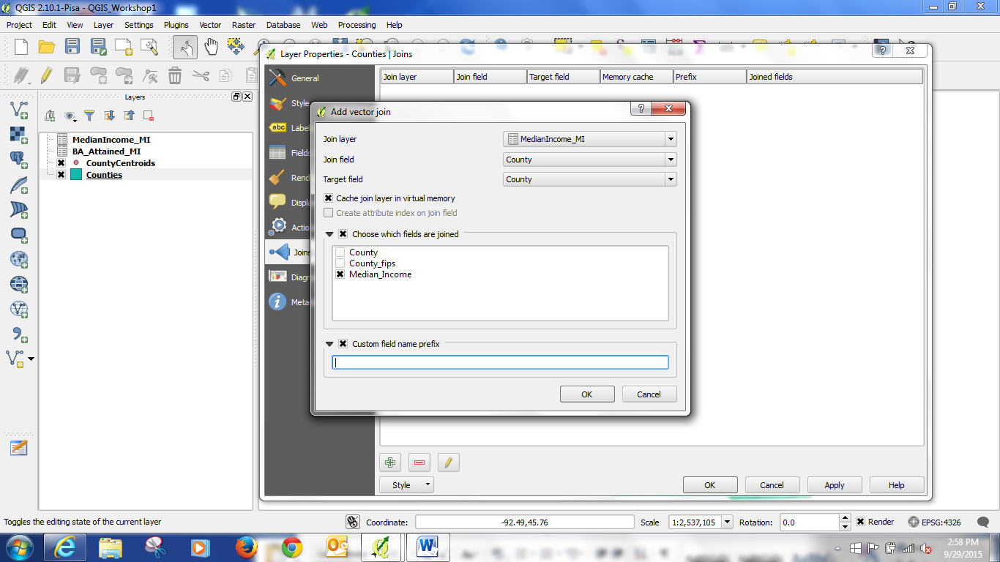 QGIS 2.10.1-Pisa - QGIS_Workshop1
Project Edit View Layer Settings Plugins Vector Raster Database Web Processing Help
Layer Properties - Counties | Joins
Layers
MedianIncome_MI
BA_Attained_MI
CountyCentroids
Counties
General
Style
Fields
Joins
Join layer Join field Target field Memory cache Prefix Joined fields
Add vector join
Join layer MedianIncome_MI
Join field County
Target field County
Cache join layer in virtual memory
Create attribute index on join field
Choose which fields are joined
County
County_fips
Median_Income
Custom field name prefix
OK Cancel
Style OK Cancel Apply Help
Toggles the editing state of the current layer Coordinate: -92.49,45.76 Scale 1:2,537,105 Rotation: 0.0 Render EPSG:4326
2:58 PM
9/29/2015